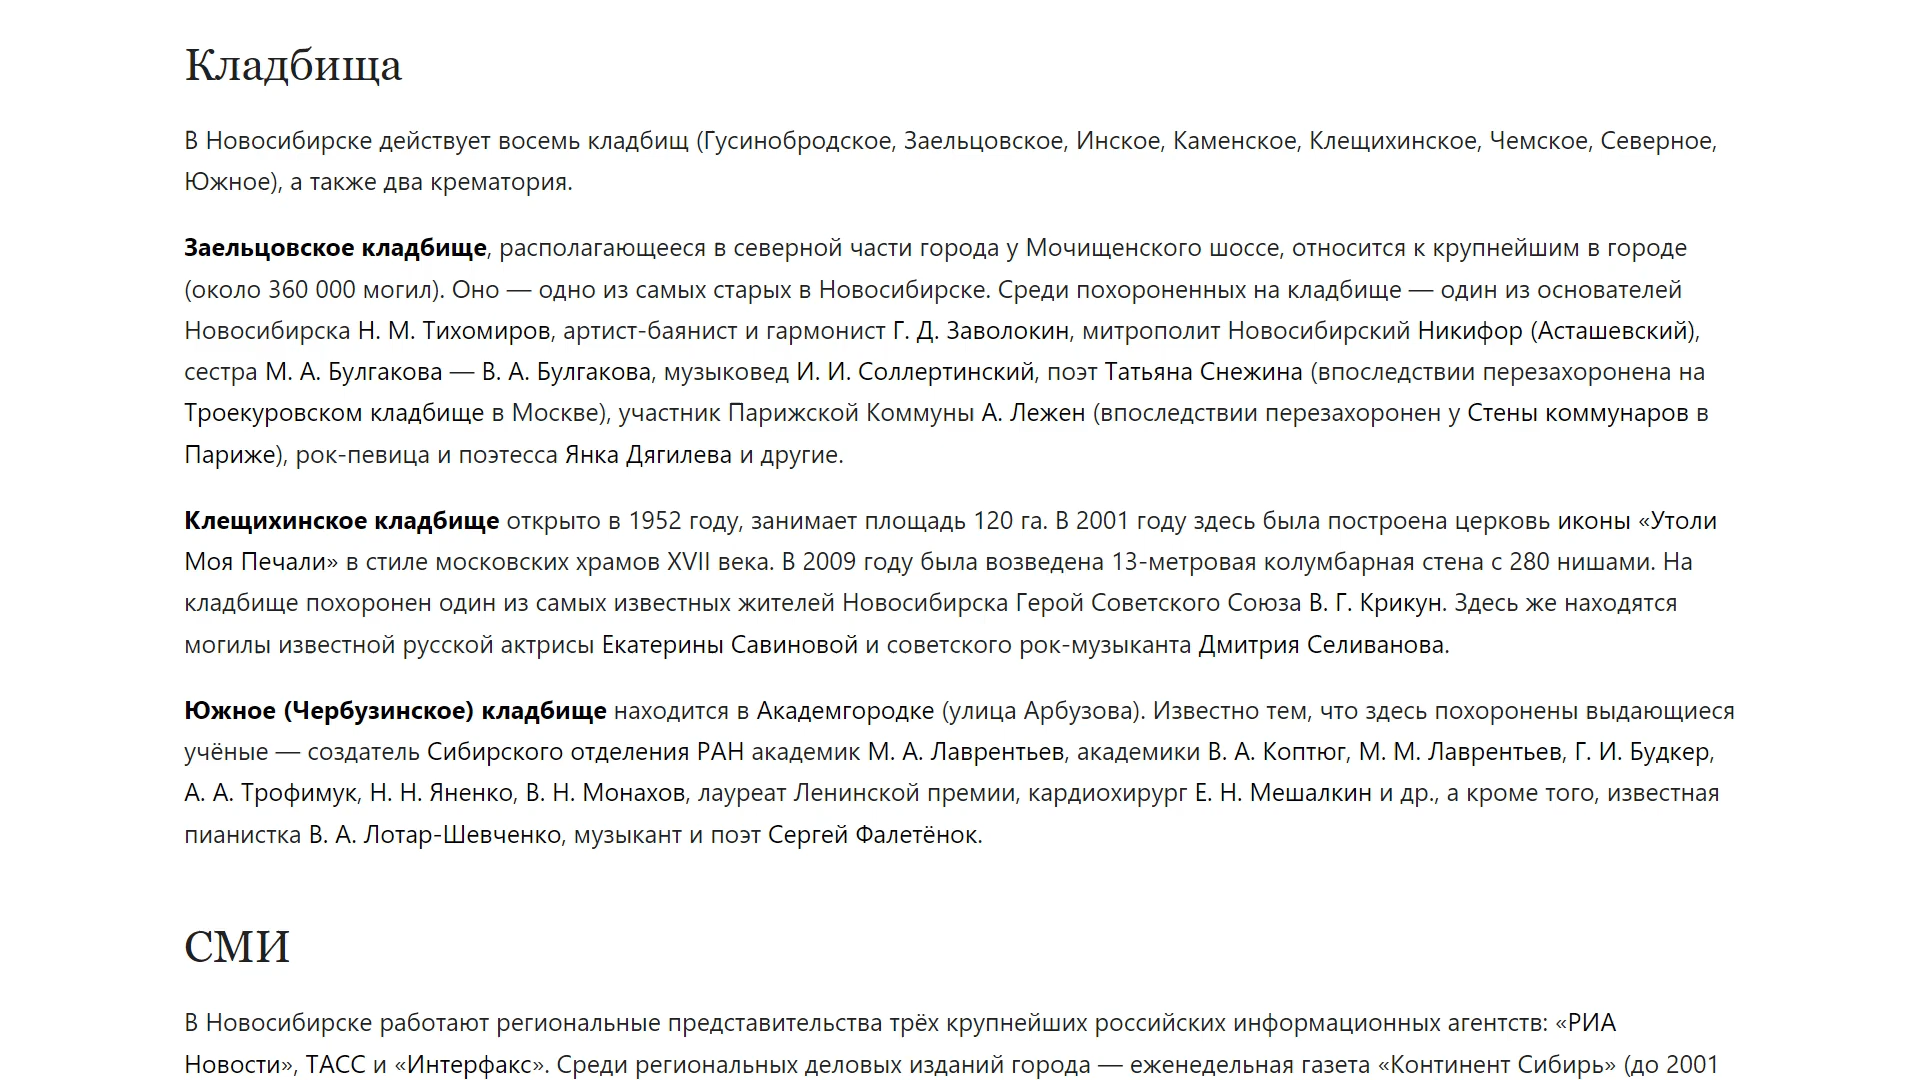 Кладбища
В Новосибирске действует восемь кладбищ (Гусинобродское, Заельцовское, Инское, Каменское, Клещихинское, Чемское, Северное,
Южное), а также два крематория.
Заельцовское кладбище, располагающееся в северной части города у Мочищенского шоссе, относится к крупнейшим в городе
(около 360 000 могил). Оно — одно из самых старых в Новосибирске. Среди похороненных на кладбище — один из основателей
Новосибирска Н. М. Тихомиров, артист-баянист и гармонист Г. Д. Заволокин, митрополит Новосибирский Никифор (Асташевский),
сестра М. А. Булгакова — В. А. Булгакова, музыковед И. И. Соллертинский, поэт Татьяна Снежина (впоследствии перезахоронена на
Троекуровском кладбище в Москве), участник Парижской Коммуны А. Лежен (впоследствии перезахоронен у Стены коммунаров в
Париже), рок-певица и поэтесса Янка Дягилева и другие.
Клещихинское кладбище открыто в 1952 году, занимает площадь 120 га. В 2001 году здесь была построена церковь иконы «Утоли
Моя Печали» в стиле московских храмов XVII века. В 2009 году была возведена 13-метровая колумбарная стена с 280 нишами. На
кладбище похоронен один из самых известных жителей Новосибирска Герой Советского Союза В. Г. Крикун. Здесь же находятся
могилы известной русской актрисы Екатерины Савиновой и советского рок-музыканта Дмитрия Селиванова.
Южное (Чербузинское) кладбище находится в Академгородке (улица Арбузова). Известно тем, что здесь похоронены выдающиеся
учёные — создатель Сибирского отделения РАН академик М. А. Лаврентьев, академики В. А. Коптюг, М. М. Лаврентьев, Г. И. Будкер,
А. А. Трофимук, Н. Н. Яненко, В. Н. Монахов, лауреат Ленинской премии, кардиохирург Е. Н. Мешалкин и др., а кроме того, известная
пианистка В. А. Лотар-Шевченко, музыкант и поэт Сергей Фалетёнок.
СМИ
В Новосибирске работают региональные представительства трёх крупнейших российских информационных агентств: «РИА
Новости», ТАСС и «Интерфакс». Среди региональных деловых изданий города — еженедельная газета «Континент Сибирь» (до 2001